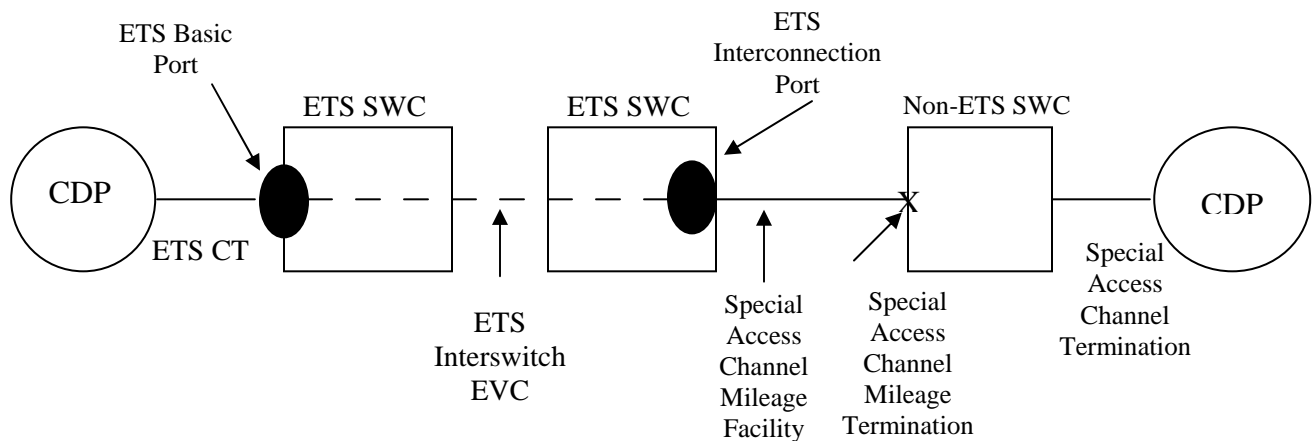 ETS Basic
Port
ETS
Interconnection
Port
ETS SWC
ETS SWC
Non-ETS SWC
CDP
X
CDP
ETS CT
ETS
Interswitch
EVC
Special
Access
Channel
Mileage
Facility
Special
Access
Channel
Mileage
Termination
Special
Access
Channel
Termination